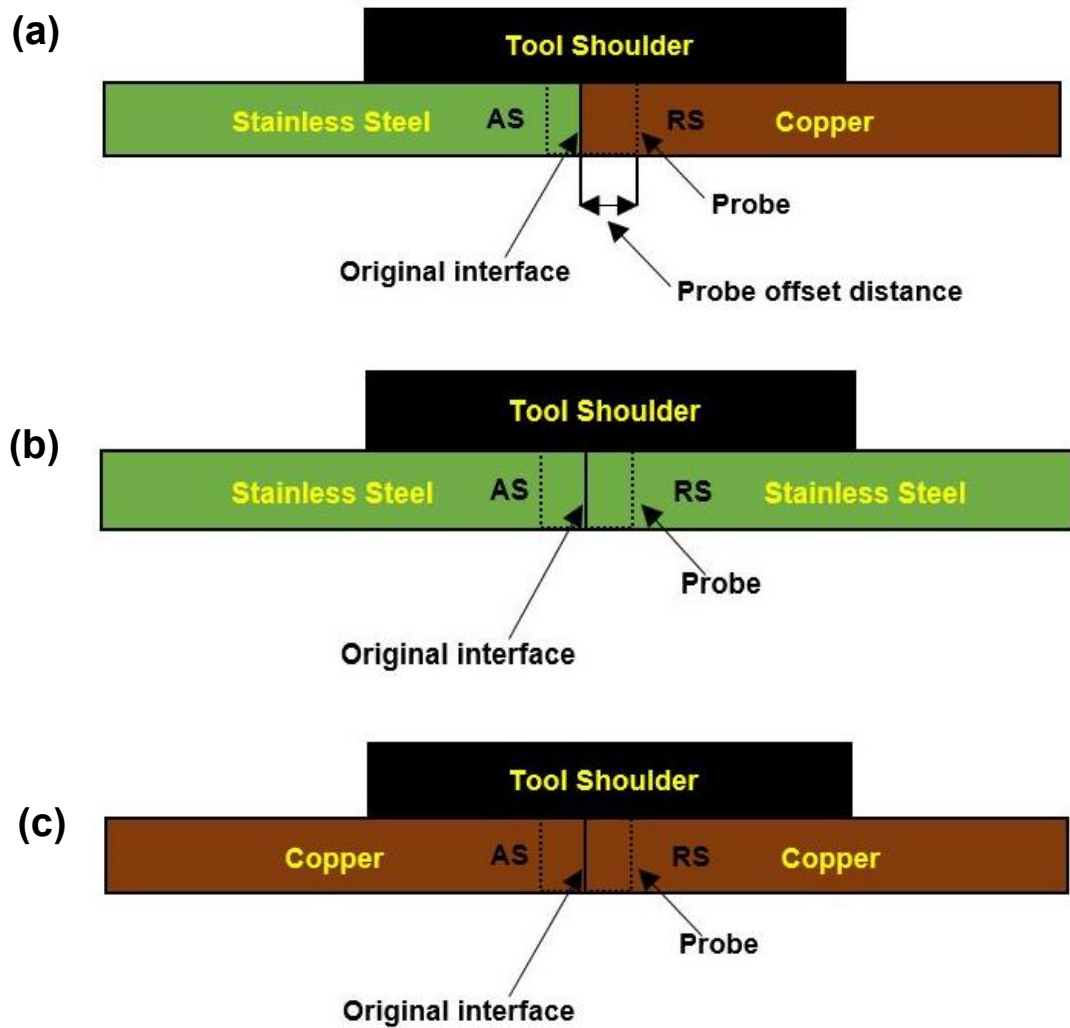 (a)
Tool Shoulder
Stainless Steel AS RS Copper
Probe
Original interface
Probe offset distance
(b)
Tool Shoulder
Stainless Steel AS RS Stainless Steel
Probe
Original interface
(c)
Tool Shoulder
Copper AS RS Copper
Probe
Original interface